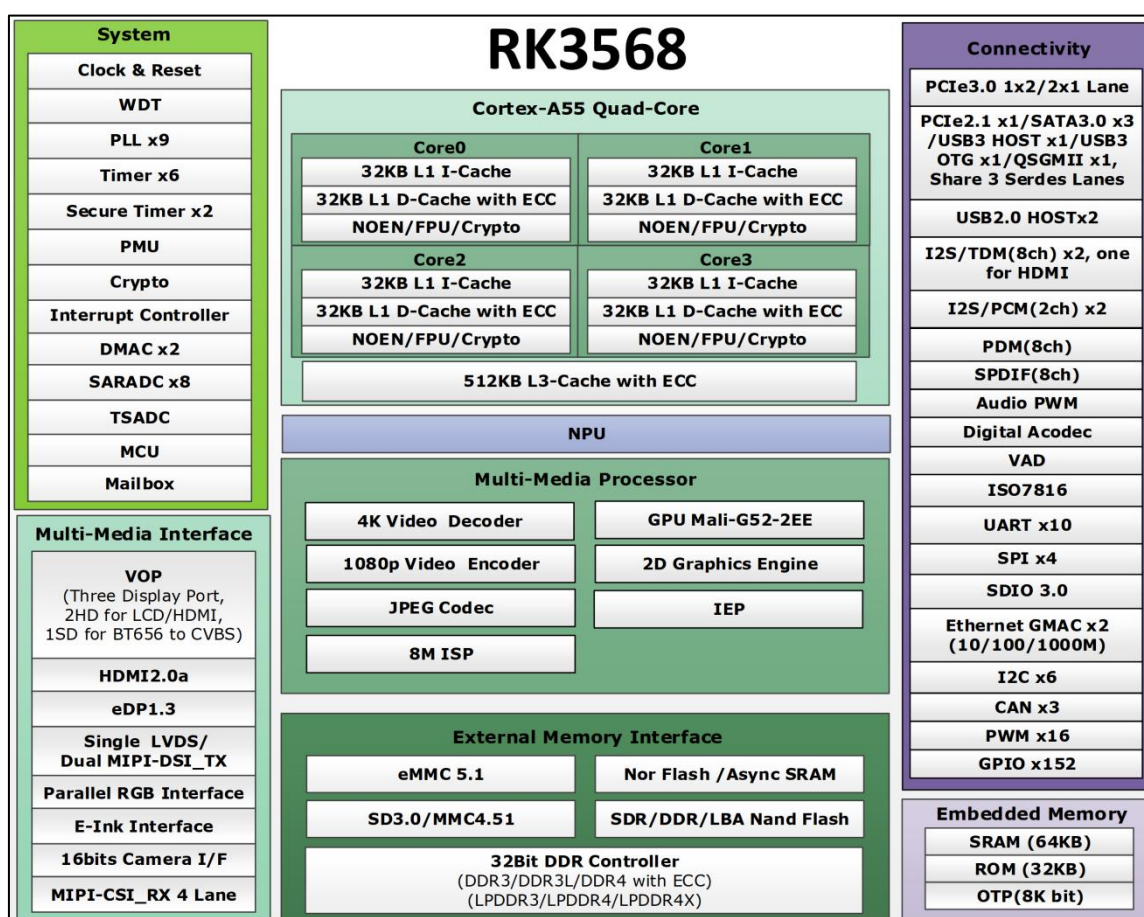 RK3568
System
Clock & Reset
WDT
PLL x9
Timer x6
Secure Timer x2
PMU
Crypto
Interrupt Controller
DMAC x2
SARADC x8
TSADC
MCU
Mailbox
Multi-Media Interface
VOP
(Three Display Port,
2HD for LCD/HDMI,
1SD for BT656 to CVBS)
HDMI2.0a
eDP1.3
Single LVDS/
Dual MIPI-DSI_TX
Parallel RGB Interface
E-Ink Interface
16bits Camera I/F
MIPI-CSI_RX 4 Lane
Cortex-A55 Quad-Core
Core0
32KB L1 I-Cache
32KB L1 D-Cache with ECC
NOEN/FPU/Crypto
Core1
32KB L1 I-Cache
32KB L1 D-Cache with ECC
NOEN/FPU/Crypto
Core2
32KB L1 I-Cache
32KB L1 D-Cache with ECC
NOEN/FPU/Crypto
Core3
32KB L1 I-Cache
32KB L1 D-Cache with ECC
NOEN/FPU/Crypto
512KB L3-Cache with ECC
NPU
Multi-Media Processor
4K Video Decoder
1080p Video Encoder
JPEG Codec
8M ISP
GPU Mali-G52-2EE
2D Graphics Engine
IEP
External Memory Interface
eMMC 5.1
Nor Flash /Async SRAM
SD3.0/MMC4.51
SDR/DDR/LBA Nand Flash
32Bit DDR Controller
(DDR3/DDR3L/DDR4 with ECC)
(LPDDR3/LPDDR4/LPDDR4X)
Connectivity
PCIe3.0 1x2/2x1 Lane
PCIe2.1 x1/SATA3.0 x3
/USB3 HOST x1/USB3
OTG x1/QSGMII x1,
Share 3 Serdes Lanes
USB2.0 HOSTx2
I2S/TDM(8ch) x2, one
for HDMI
I2S/PCM(2ch) x2
PDM(8ch)
SPDIF(8ch)
Audio PWM
Digital Acodec
VAD
ISO7816
UART x10
SPI x4
SDIO 3.0
Ethernet GMAC x2
(10/100/1000M)
I2C x6
CAN x3
PWM x16
GPIO x152
Embedded Memory
SRAM (64KB)
ROM (32KB)
OTP(8K bit)